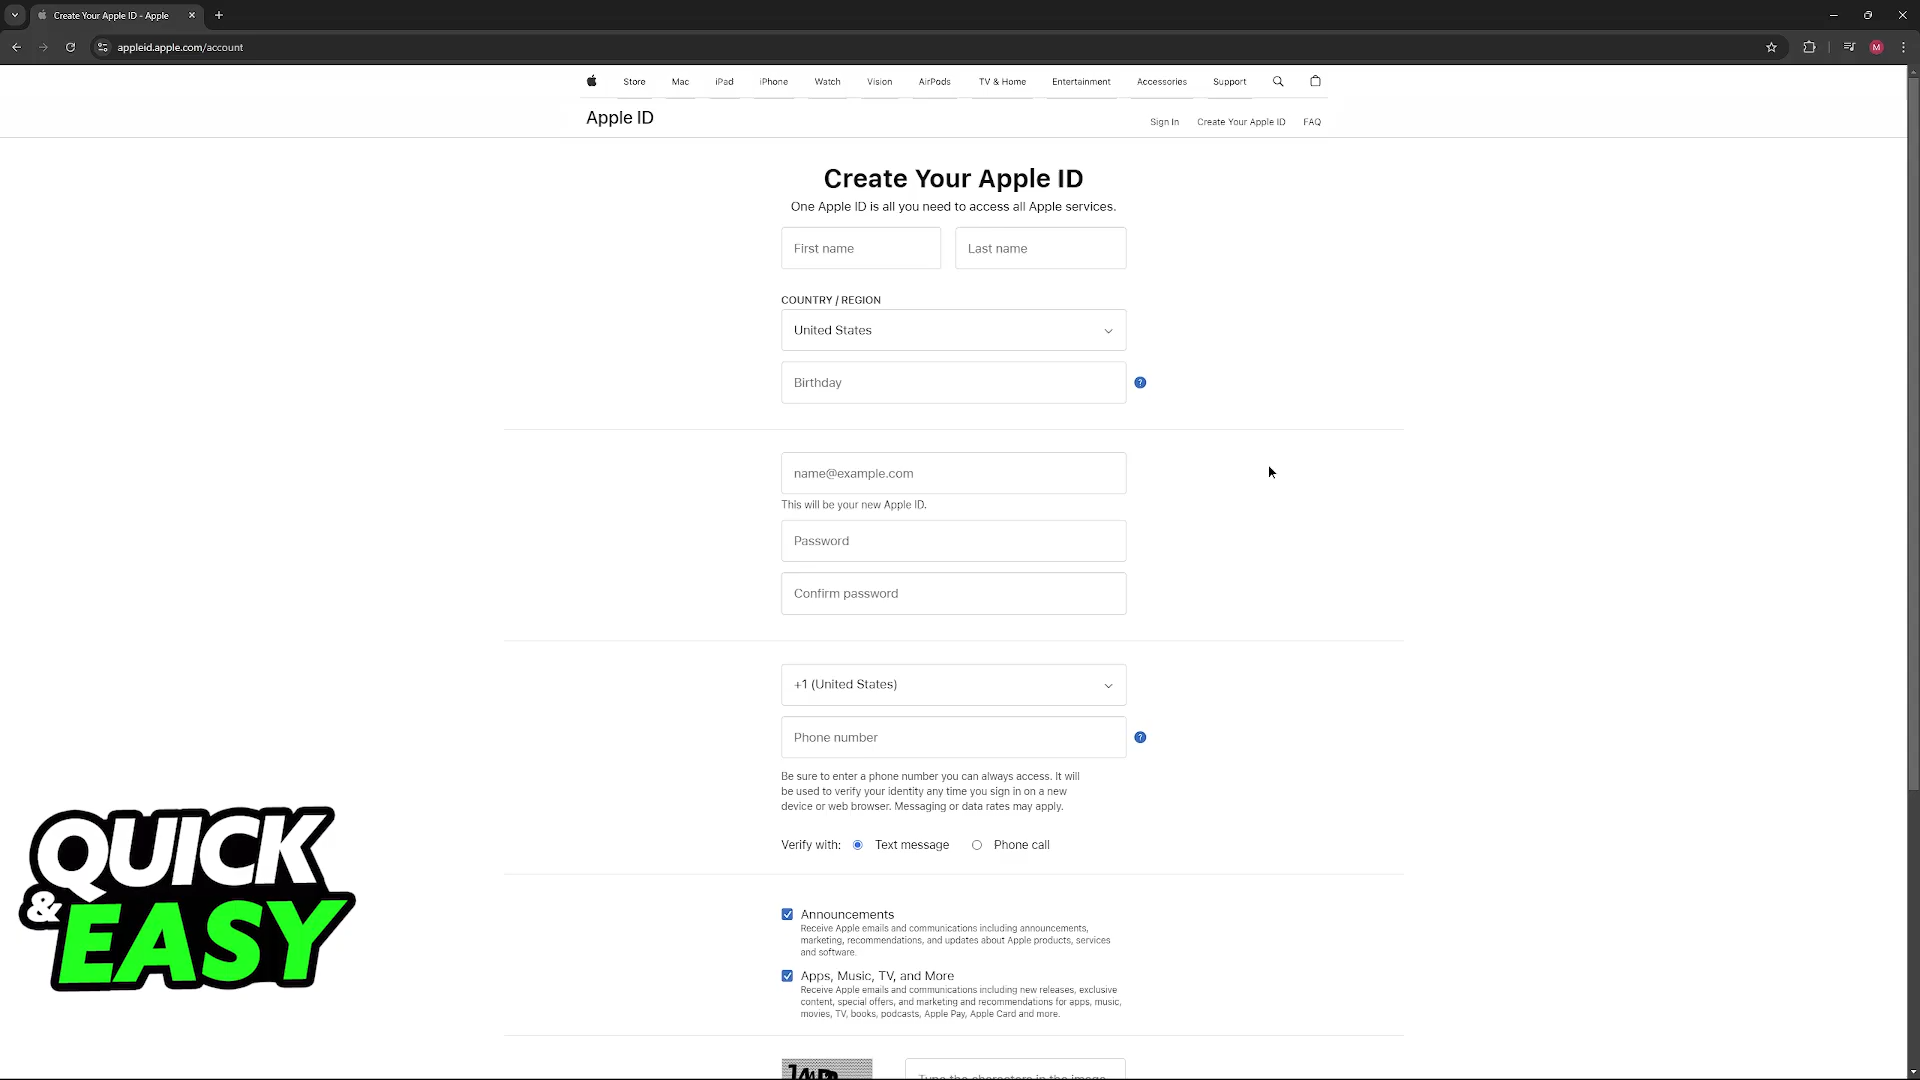 Create Your Apple ID - Apple
appleid.apple.com/account
M
Store Mac iPad iPhone Watch Vision AirPods TV & Home Entertainment Accessories Support
Apple ID
Sign In Create Your Apple ID FAQ
Create Your Apple ID
One Apple ID is all you need to access all Apple services.
First name Last name
COUNTRY / REGION
United States
Birthday
?
name@example.com
This will be your new Apple ID.
Password
Confirm password
+1 (United States)
Phone number
?
Be sure to enter a phone number you can always access. It will
be used to verify your identity any time you sign in on a new
device or web browser. Messaging or data rates may apply.
Verify with: Text message Phone call
Announcements
Receive Apple emails and communications including announcements,
marketing, recommendations, and updates about Apple products, services
and software.
Apps, Music, TV, and More
Receive Apple emails and communications including new releases, exclusive
content, special offers, and marketing and recommendations for apps, music,
movies, TV, books, podcasts, Apple Pay, Apple Card and more.
Type the characters in the image
QUICK
& EASY